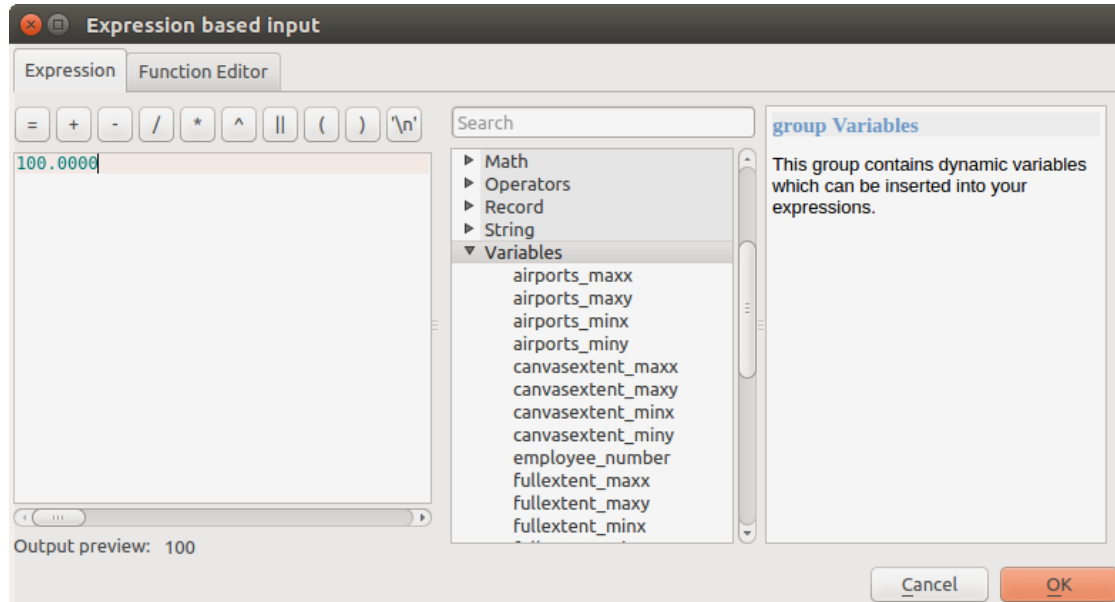 Expression based input
Expression
Function Editor
= + - / * ^ || ( ) '\n'
100.0000
Output preview: 100
Search
Math
Operators
Record
String
Variables
airports_maxx
airports_maxy
airports_minx
airports_miny
canvasextent_maxx
canvasextent_maxy
canvasextent_minx
canvasextent_miny
employee_number
fullextent_maxx
fullextent_maxy
fullextent_minx
group Variables
This group contains dynamic variables
which can be inserted into your
expressions.
Cancel
OK